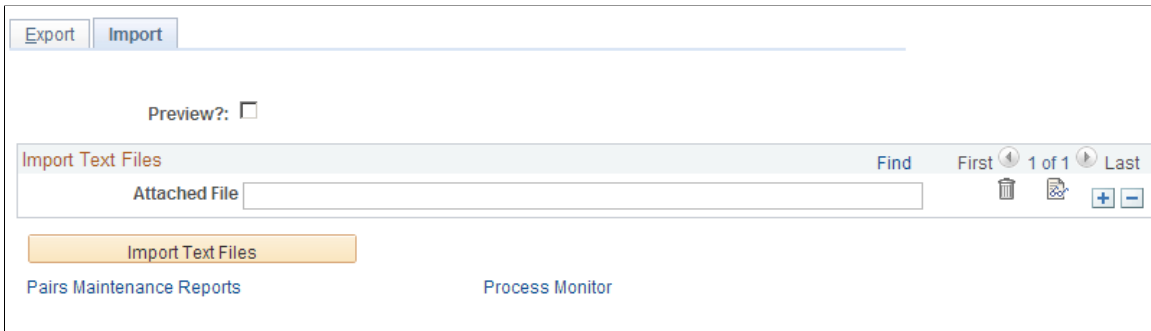 Export Import
Preview?:
Import Text Files Find First 1 of 1 Last
Attached File
Import Text Files
Pairs Maintenance Reports Process Monitor